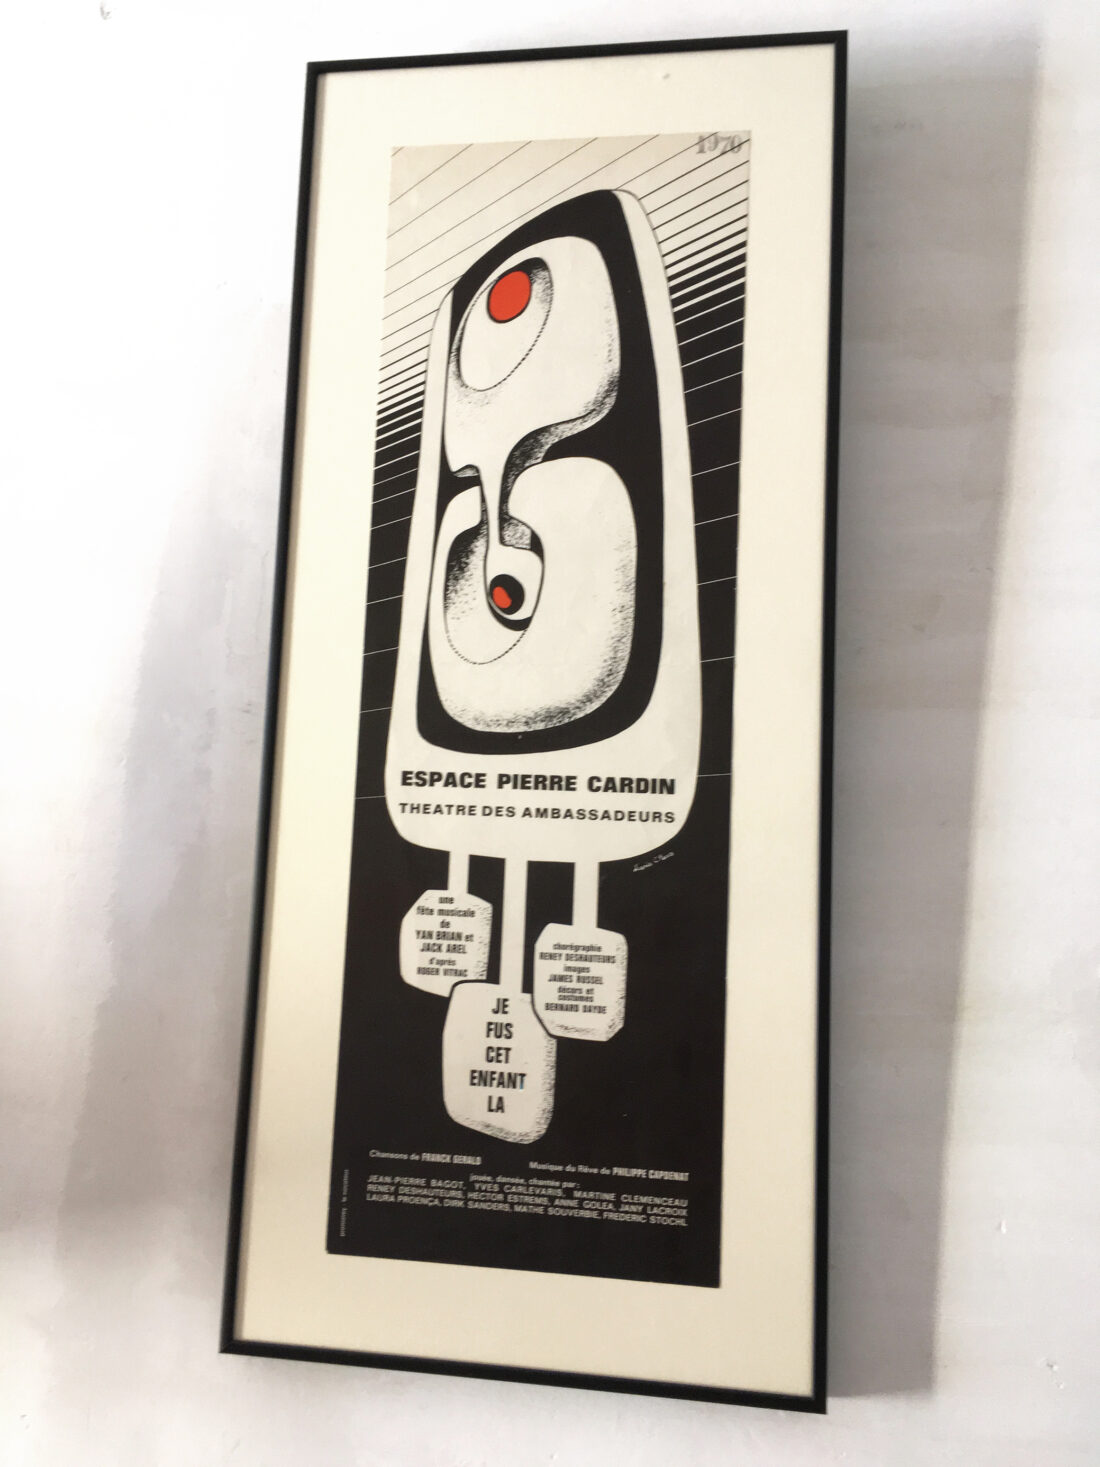 1970
ESPACE PIERRE CARDIN
THEATRE DES AMBASSADEURS
une
fête musicale
de
YAN BRIAN et
JACK AREL
d'après
ROGER VITRAC
chorégraphie
RENEY DESHAUTEURS
images
JAMES RUSSEL
décors et
costumes
BERNARD DAYDE
JE
FUS
CET
ENFANT
LA
Chansons de FRANCK GERALD
Musique du Rêve de PHILIPPE CAPDENAT
jouée, dansée, chantée par :
JEAN-PIERRE BAGOT, YVES CARLEVARIS, MARTINE CLEMENCEAU
RENEY DESHAUTEURS, HECTOR ESTREMS, ANNE GOLEA, JANY LACROIX
LAURA PROENÇA, DIRK SANDERS, MATHE SOUVERBIE, FREDERIC STOCHL